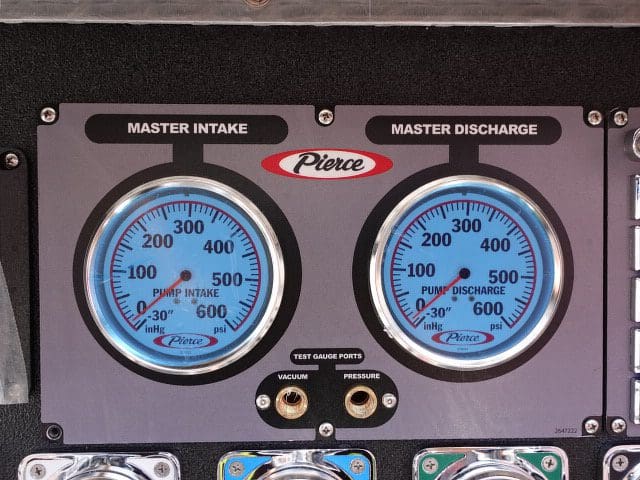 MASTER INTAKE
MASTER DISCHARGE
Pierce
300
200
400
100
500
PUMP INTAKE
0
600
-30"
inHg
psi
Pierce
300
200
400
100
500
PUMP DISCHARGE
0
600
-30"
inHg
psi
Pierce
TEST GAUGE PORTS
VACUUM
PRESSURE
2647222